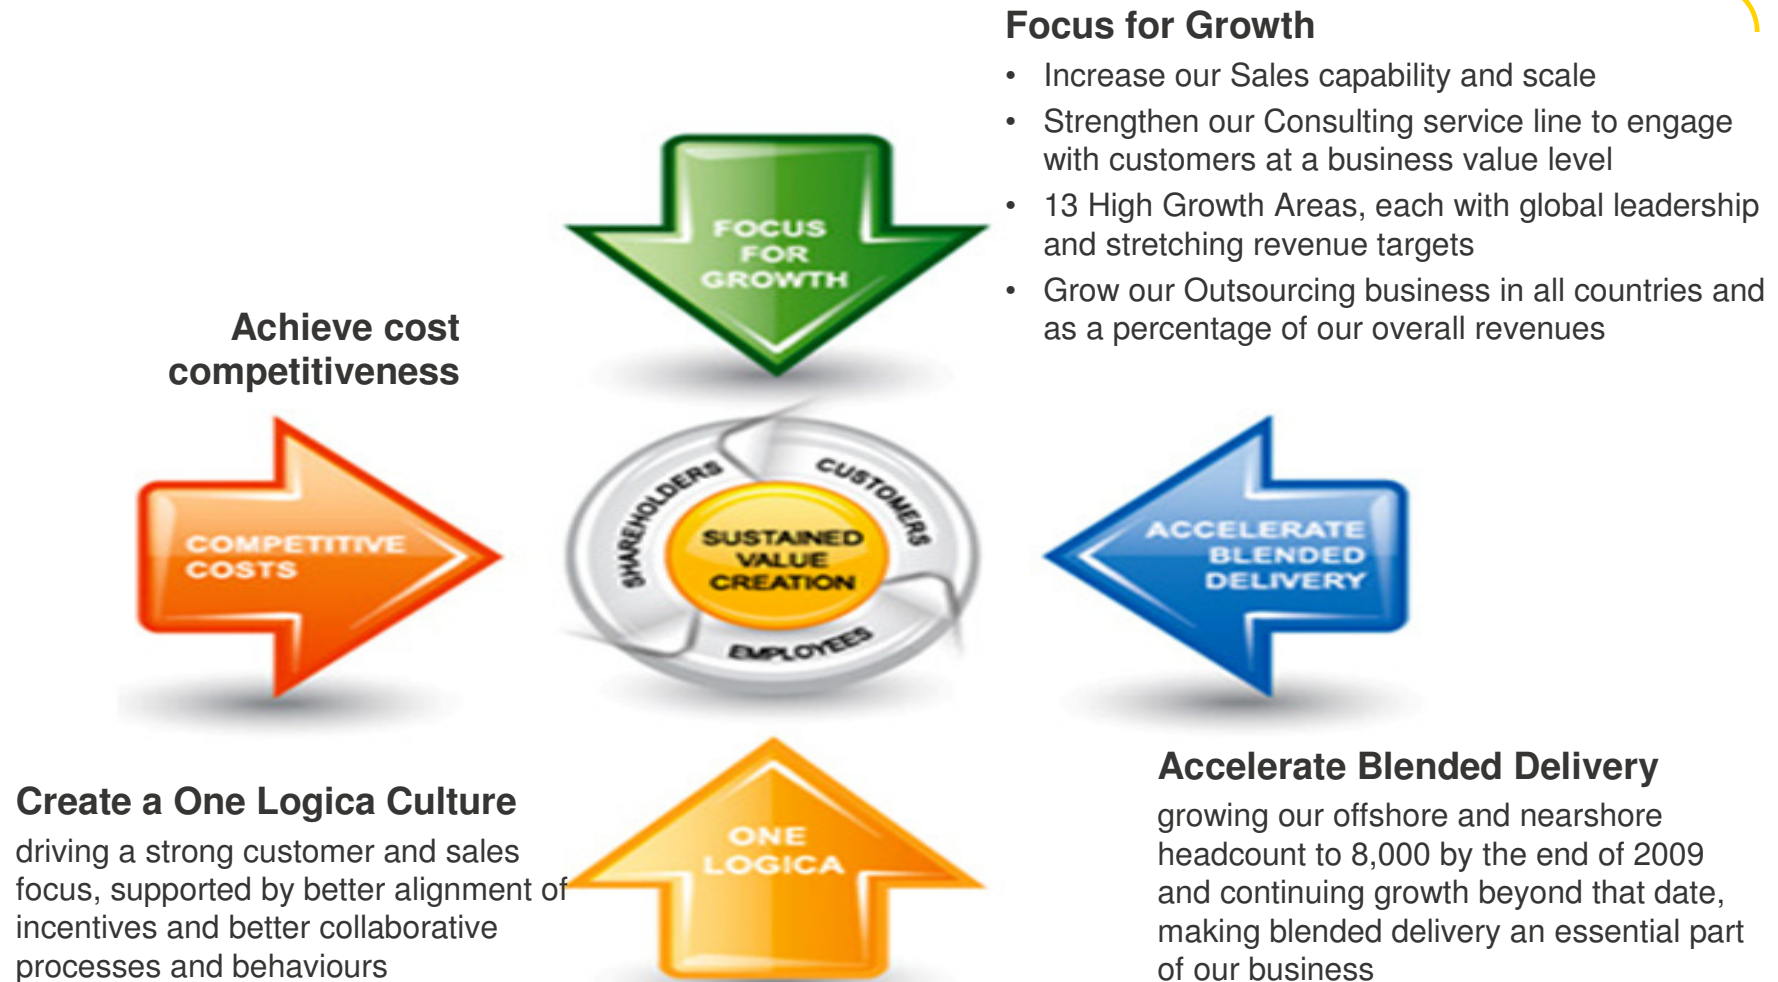 Focus for Growth
• Increase our Sales capability and scale
• Strengthen our Consulting service line to engage
with customers at a business value level
• 13 High Growth Areas, each with global leadership
and stretching revenue targets
• Grow our Outsourcing business in all countries and
as a percentage of our overall revenues
FOCUS
FOR
GROWTH
Achieve cost
competitiveness
COMPETITIVE
COSTS
SHAREHOLDERS
CUSTOMERS
EMPLOYEES
SUSTAINED
VALUE
CREATION
ACCELERATE
BLENDED
DELIVERY
Create a One Logica Culture
driving a strong customer and sales
focus, supported by better alignment of
incentives and better collaborative
processes and behaviours
ONE
LOGICA
Accelerate Blended Delivery
growing our offshore and nearshore
headcount to 8,000 by the end of 2009
and continuing growth beyond that date,
making blended delivery an essential part
of our business